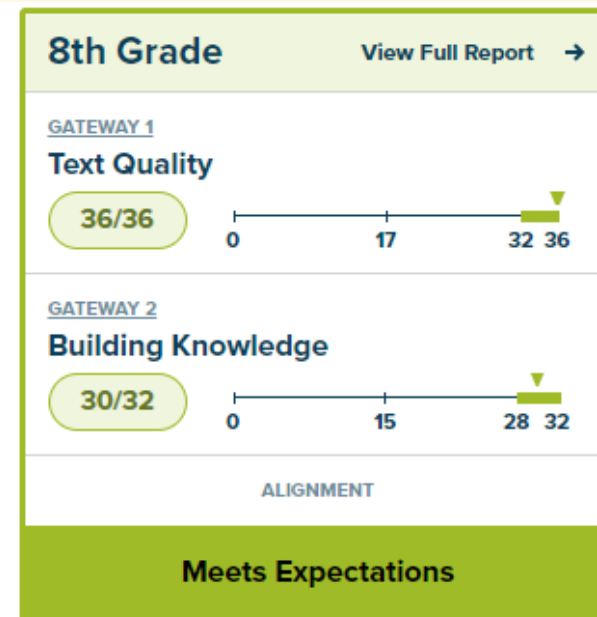 8th Grade View Full Report →
GATEWAY 1
Text Quality
36/36
0 17 32 36
GATEWAY 2
Building Knowledge
30/32
0 15 28 32
ALIGNMENT
Meets Expectations